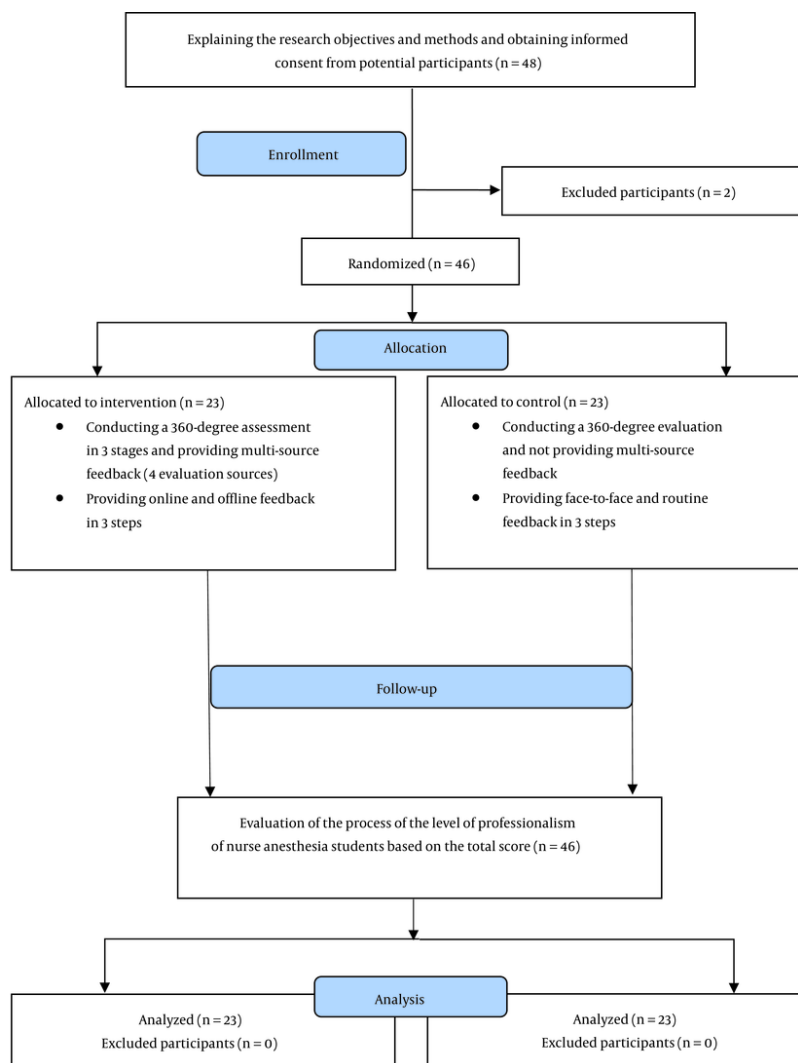 Explaining the research objectives and methods and obtaining informed
consent from potential participants (n = 48)
Enrollment
Excluded participants (n = 2)
Randomized (n = 46)
Allocation
Allocated to intervention (n = 23)
● Conducting a 360-degree assessment
in 3 stages and providing multi-source
feedback (4 evaluation sources)
● Providing online and offline feedback
in 3 steps
Allocated to control (n = 23)
● Conducting a 360-degree evaluation
and not providing multi-source
feedback
● Providing face-to-face and routine
feedback in 3 steps
Follow-up
Evaluation of the process of the level of professionalism
of nurse anesthesia students based on the total score (n = 46)
Analysis
Analyzed (n = 23)
Excluded participants (n = 0)
Analyzed (n = 23)
Excluded participants (n = 0)